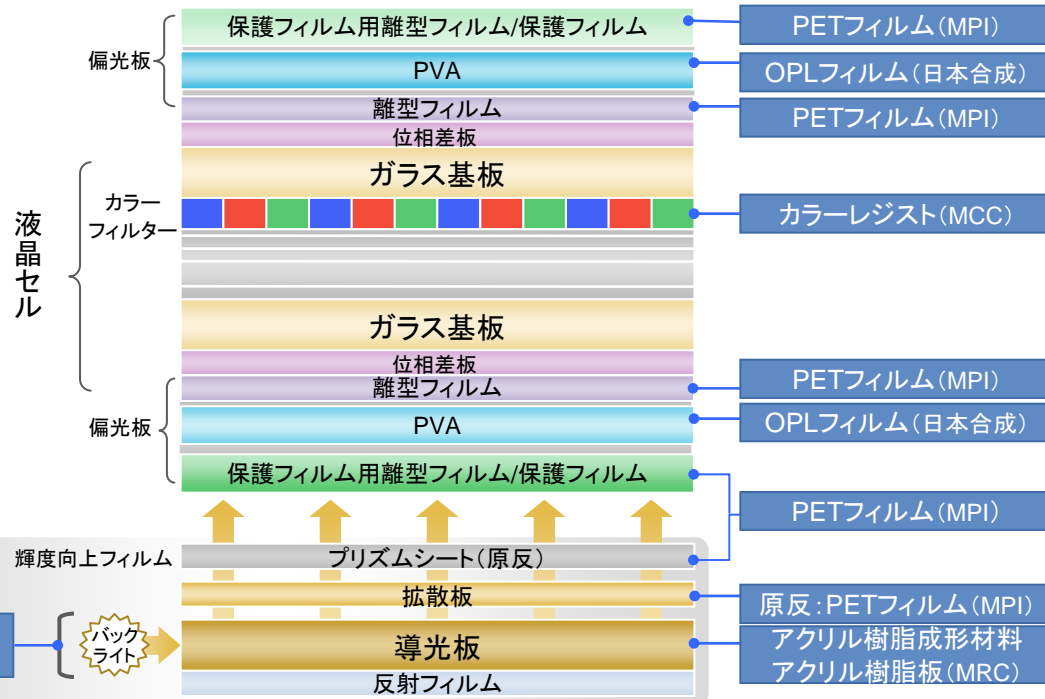 保護フィルム用離型フィルム/保護フィルム
PETフィルム(MPI)
偏光板
PVA
OPLフィルム(日本合成)
離型フィルム
PETフィルム(MPI)
位相差板
ガラス基板
液晶セル
カラー
フィルター
カラーレジスト(MCC)
ガラス基板
位相差板
離型フィルム
PETフィルム(MPI)
偏光板
PVA
OPLフィルム(日本合成)
保護フィルム用離型フィルム/保護フィルム
PETフィルム(MPI)
輝度向上フィルム
プリズムシート(原反)
拡散板
原反:PETフィルム(MPI)
バック
ライト
導光板
アクリル樹脂成形材料
アクリル樹脂板(MRC)
反射フィルム